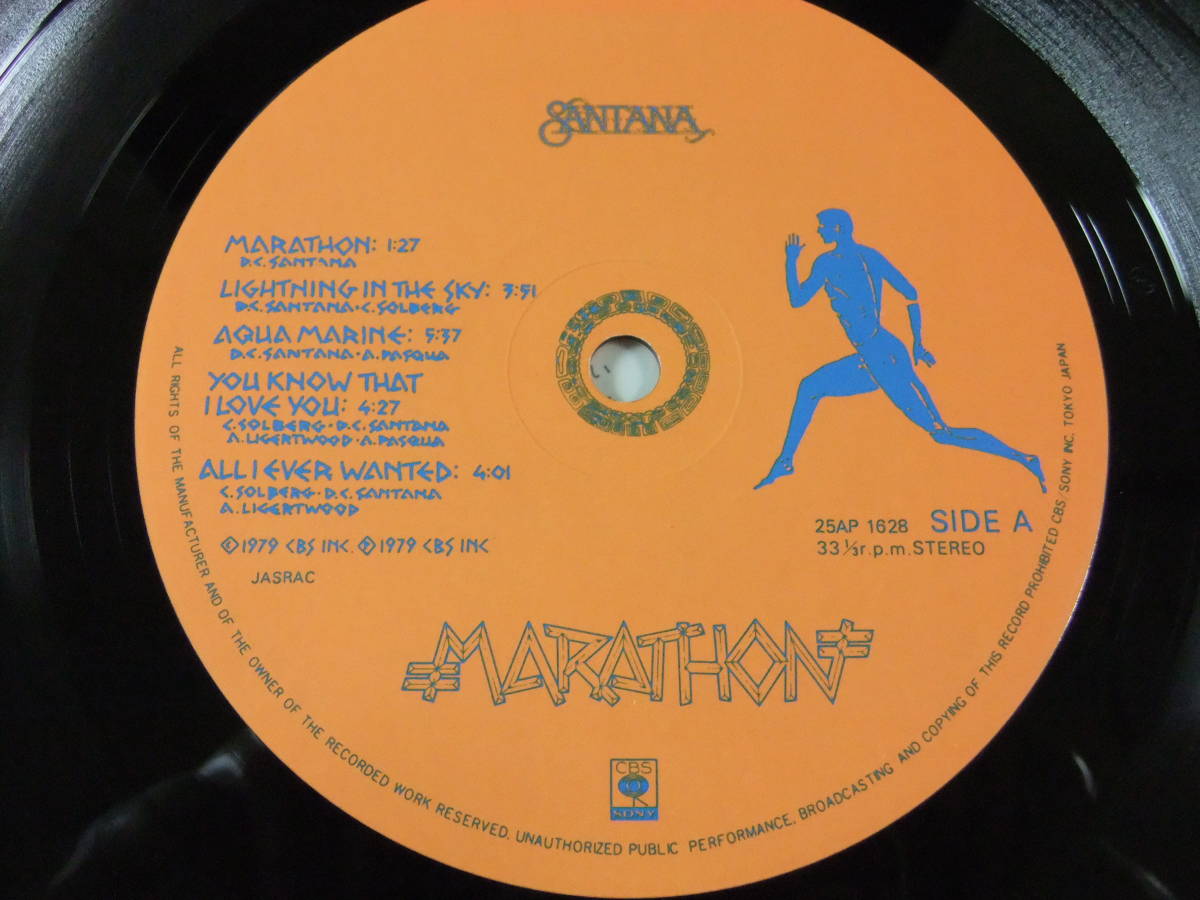 SANTANA
MARATHON: 1:27
D.C. SANTANA
LIGHTNING IN THE SKY: 3:51
D.C. SANTANA · C. SOLBERG
AQUA MARINE: 5:37
D.C. SANTANA · A. PASQUA
YOU KNOW THAT
I LOVE YOU: 4:27
C. SOLBERG · D.C. SANTANA
A. LIGERTWOOD · A. PASQUA
ALL I EVER WANTED: 4:01
C. SOLBERG · D.C. SANTANA
A. LIGERTWOOD
© 1979 CBS INC. ℗ 1979 CBS INC
JASRAC
25AP 1628 SIDE A
33 1/3 r.p.m. STEREO
MARATHON
CBS
SONY
ALL RIGHTS OF THE MANUFACTURER AND OF THE OWNER OF THE RECORDED WORK RESERVED. UNAUTHORIZED PUBLIC PERFORMANCE, BROADCASTING AND COPYING OF THIS RECORD PROHIBITED CBS/SONY INC. TOKYO JAPAN